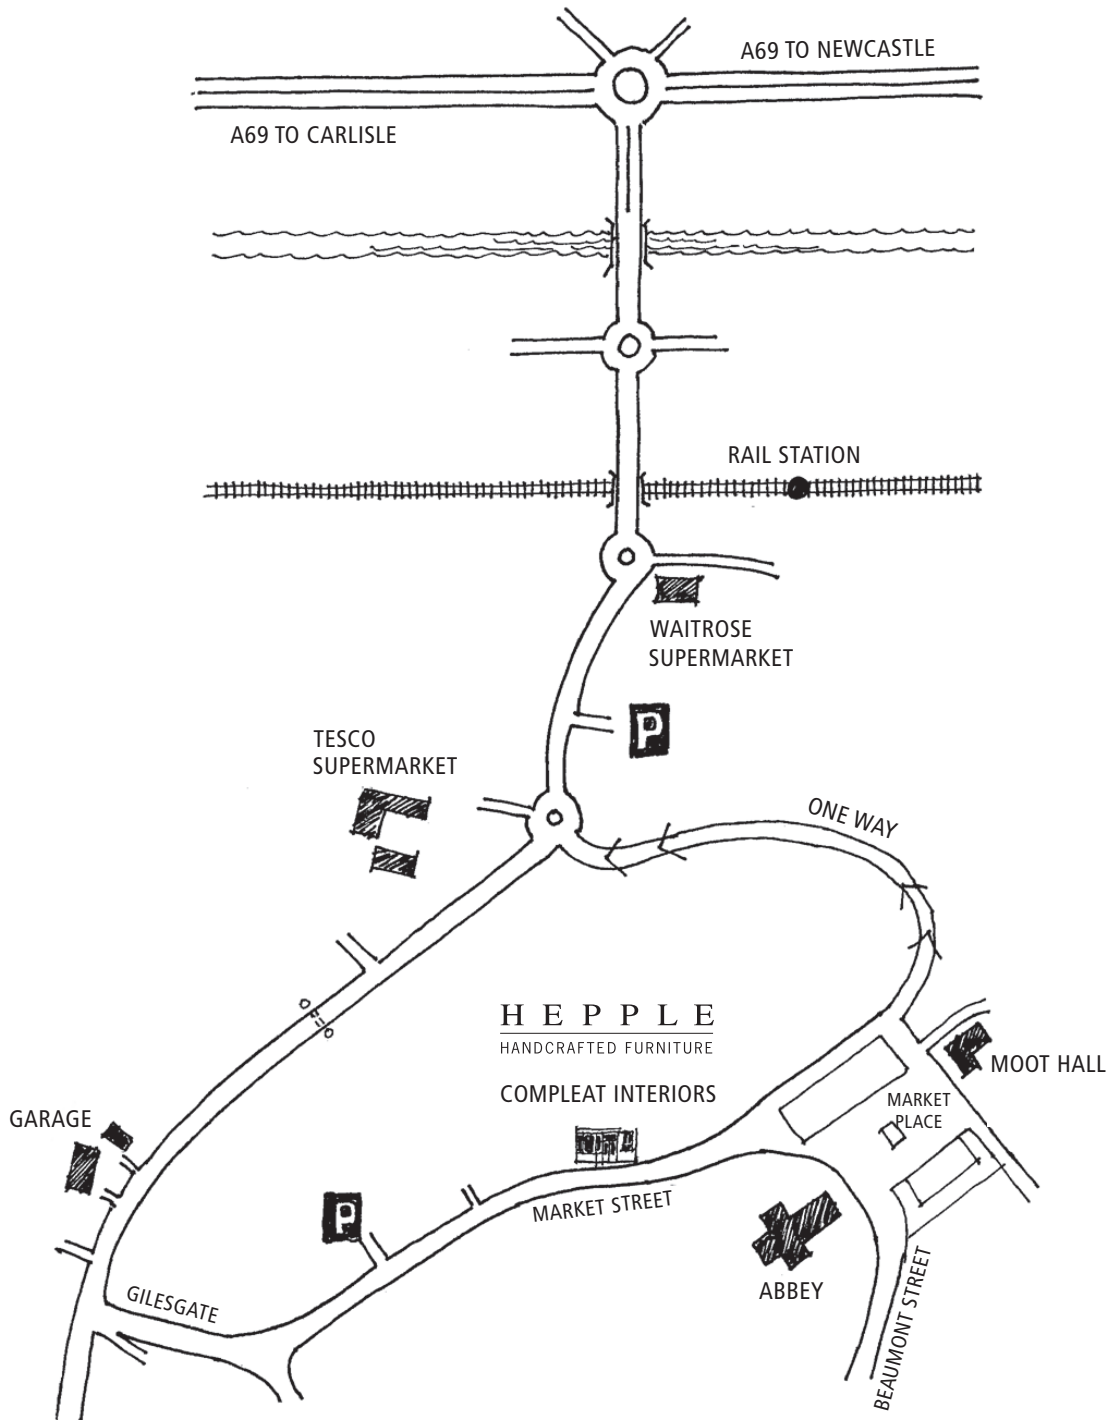 A69 TO NEWCASTLE
A69 TO CARLISLE
RAIL STATION
WAITROSE
SUPERMARKET
P
TESCO
SUPERMARKET
ONE WAY
HEPPLE
HANDCRAFTED FURNITURE
COMPLEAT INTERIORS
MOOT HALL
MARKET
PLACE
GARAGE
P
MARKET STREET
ABBEY
GILESGATE
BEAUMONT STREET